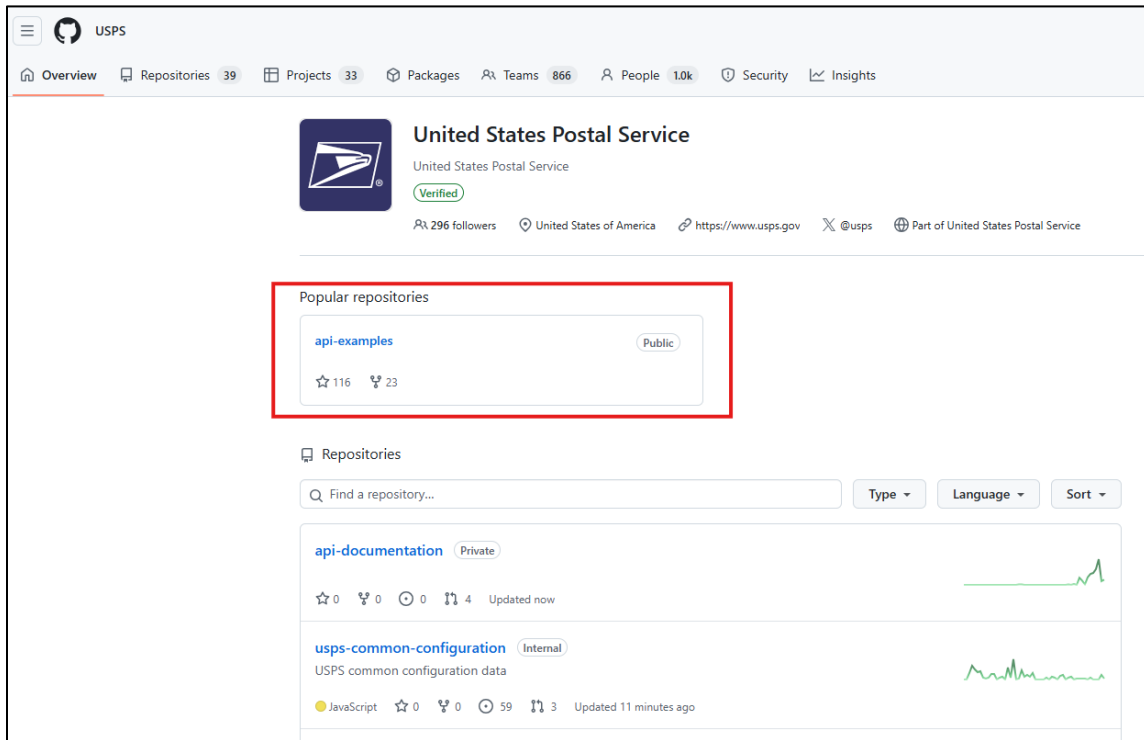 USPS
Overview Repositories 39 Projects 33 Packages Teams 866 People 1.0k Security Insights
United States Postal Service
United States Postal Service
Verified
296 followers United States of America https://www.usps.gov @usps Part of United States Postal Service
Popular repositories
api-examples Public
116 23
Repositories
Find a repository... Type Language Sort
api-documentation Private
0 0 0 4 Updated now
usps-common-configuration Internal
USPS common configuration data
JavaScript 0 0 59 3 Updated 11 minutes ago